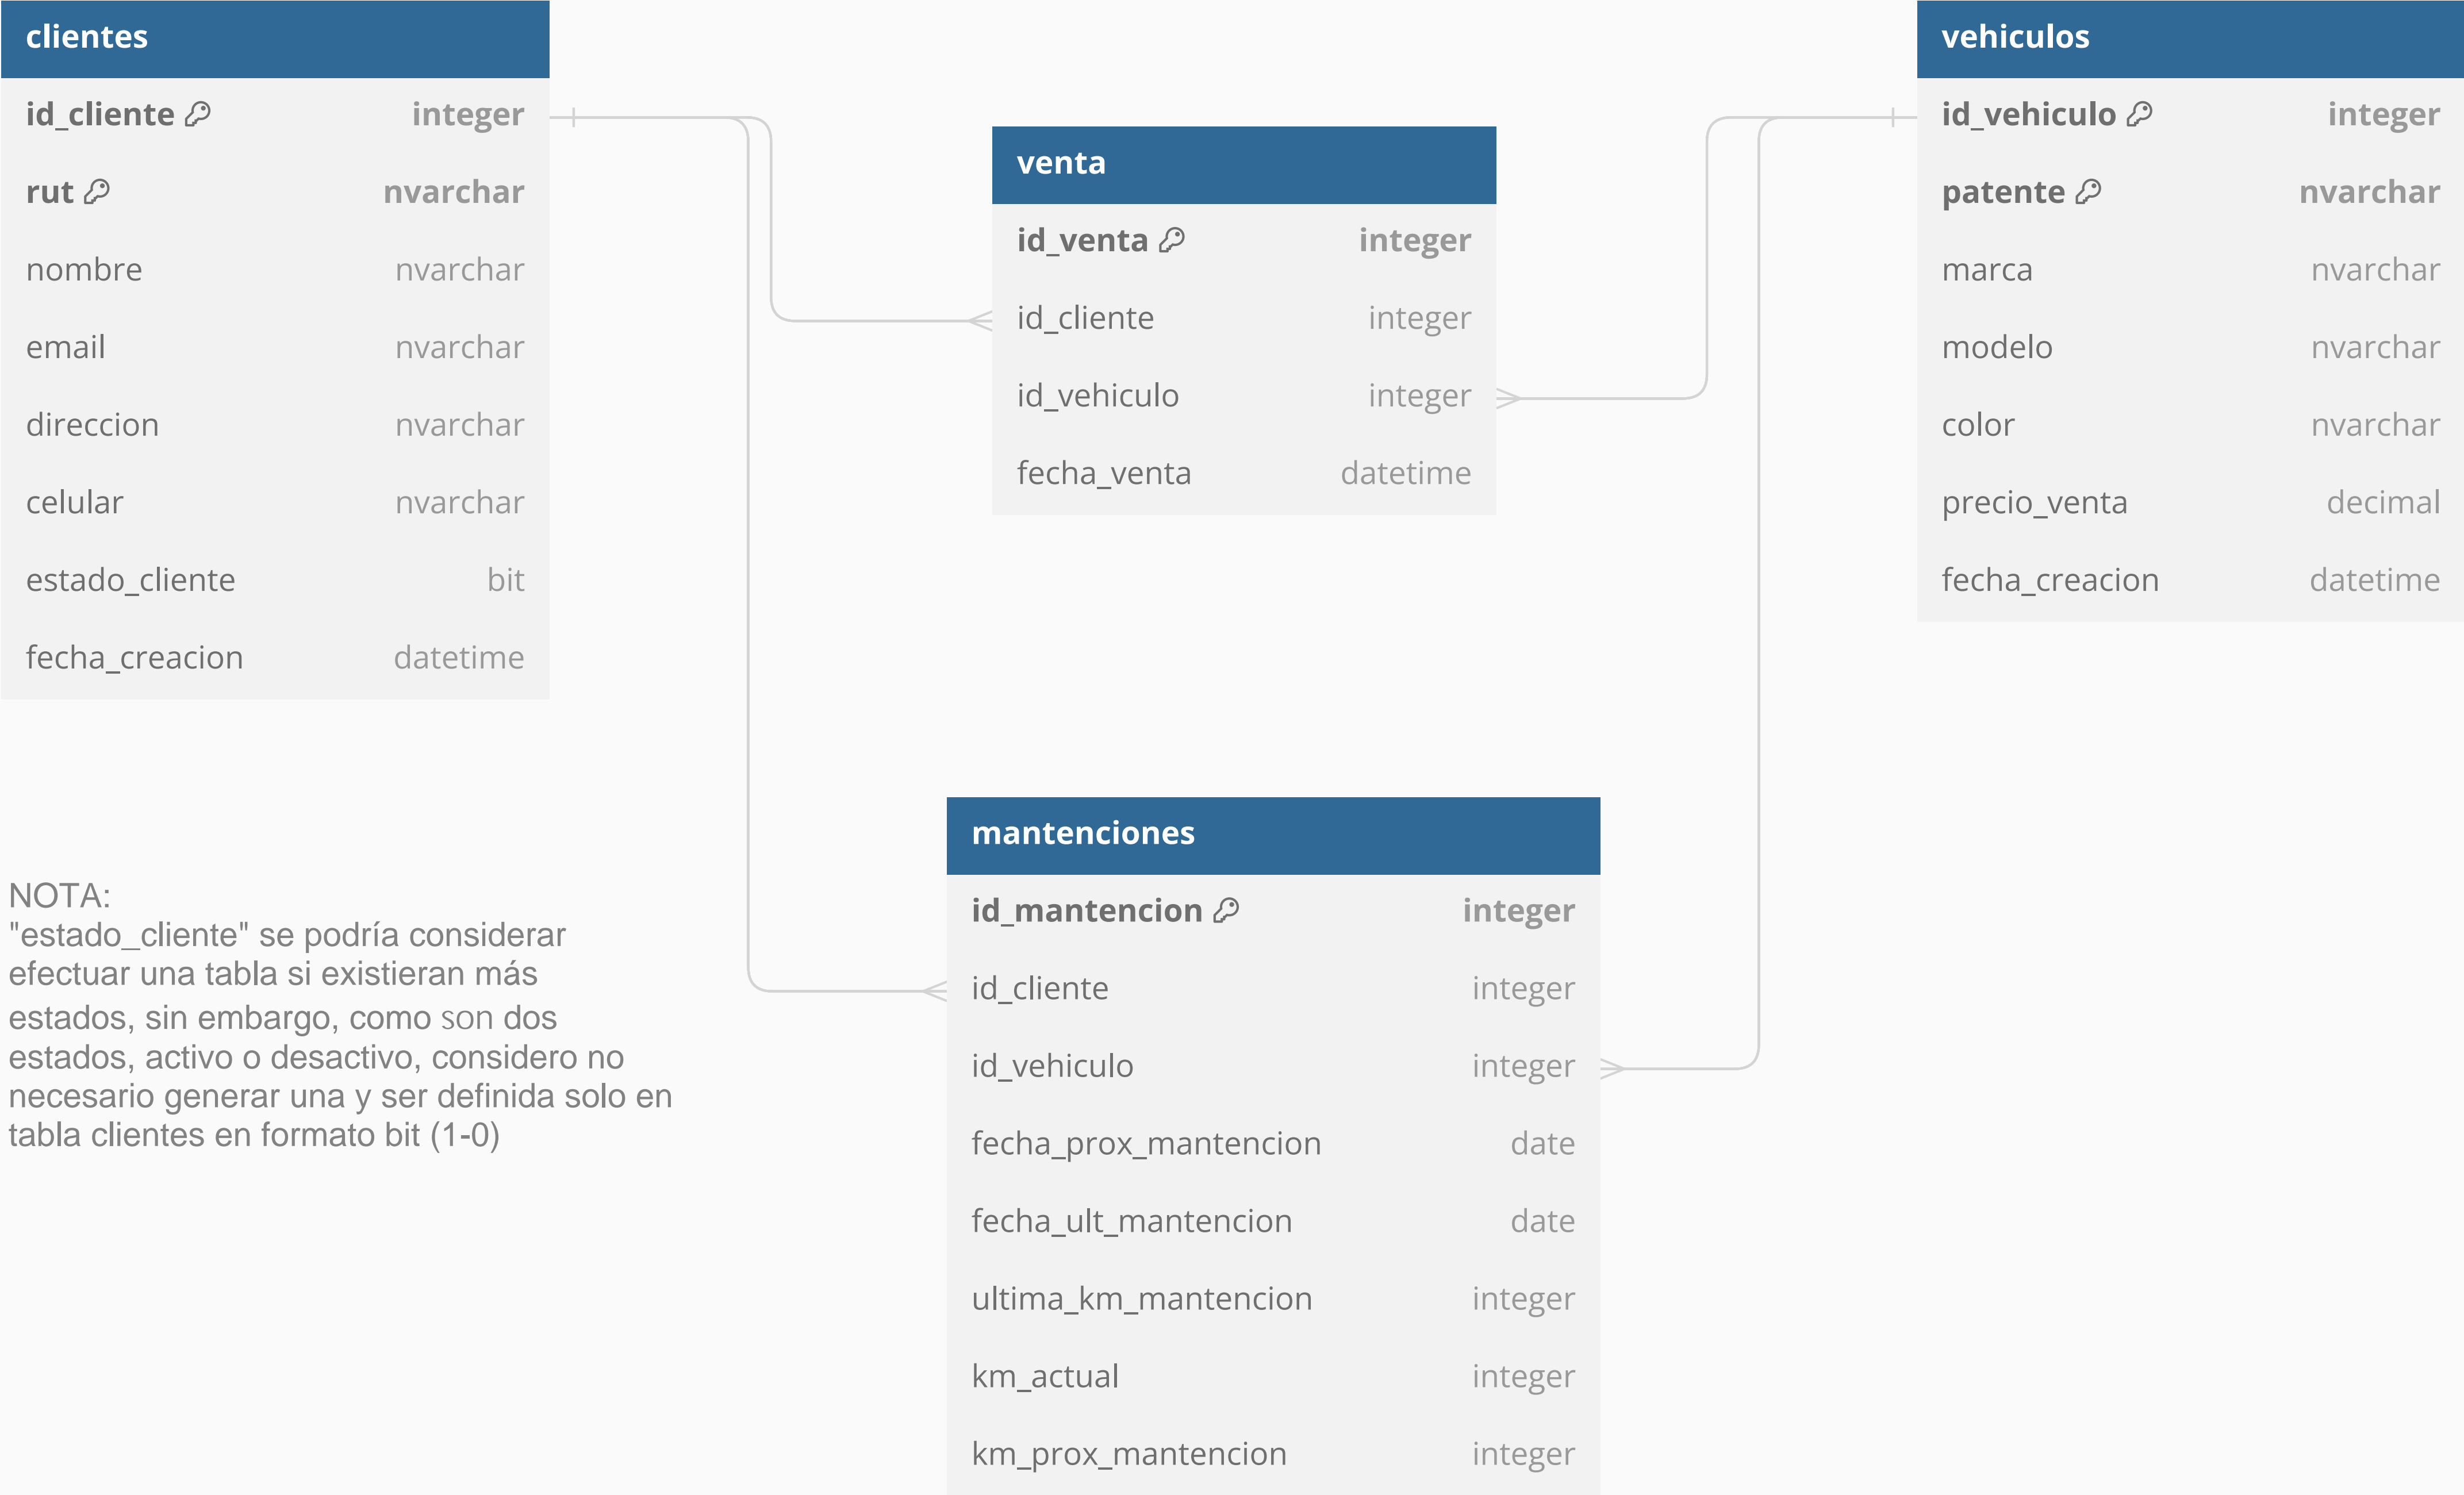 clientes
id_cliente integer
rut nvarchar
nombre nvarchar
email nvarchar
direccion nvarchar
celular nvarchar
estado_cliente bit
fecha_creacion datetime
venta
id_venta integer
id_cliente integer
id_vehiculo integer
fecha_venta datetime
vehiculos
id_vehiculo integer
patente nvarchar
marca nvarchar
modelo nvarchar
color nvarchar
precio_venta decimal
fecha_creacion datetime
mantenciones
id_mantencion integer
id_cliente integer
id_vehiculo integer
fecha_prox_mantencion date
fecha_ult_mantencion date
ultima_km_mantencion integer
km_actual integer
km_prox_mantencion integer
NOTA:
"estado_cliente" se podría considerar
efectuar una tabla si existieran más
estados, sin embargo, como son dos
estados, activo o desactivo, considero no
necesario generar una y ser definida solo en
tabla clientes en formato bit (1-0)